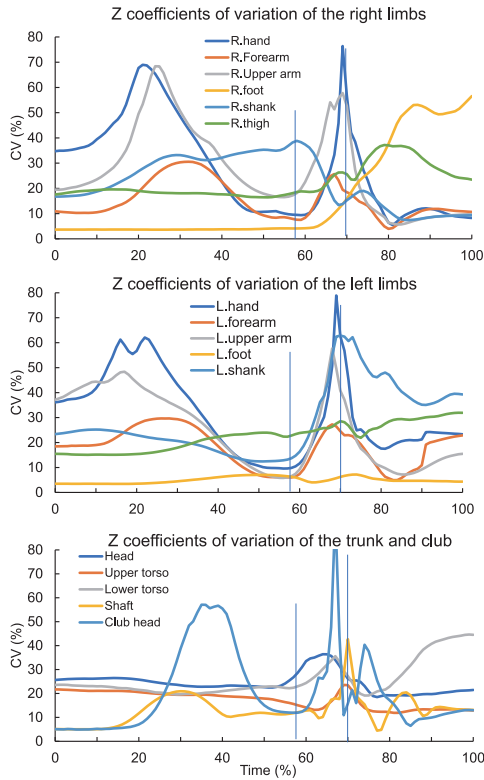 Z coefficients of variation of the right limbs
80
70
60
50
40
30
20
10
0
CV (%)
R.hand
R.Forearm
R.Upper arm
R.foot
R.shank
R.thigh
0 20 40 60 80 100
Z coefficients of variation of the left limbs
80
70
60
50
40
30
20
10
0
CV (%)
L.hand
L.forearm
L.upper arm
L.foot
L.shank
0 20 40 60 80 100
Z coefficients of variation of the trunk and club
80
70
60
50
40
30
20
10
0
CV (%)
Head
Upper torso
Lower torso
Shaft
Club head
0 20 40 60 80 100
Time (%)